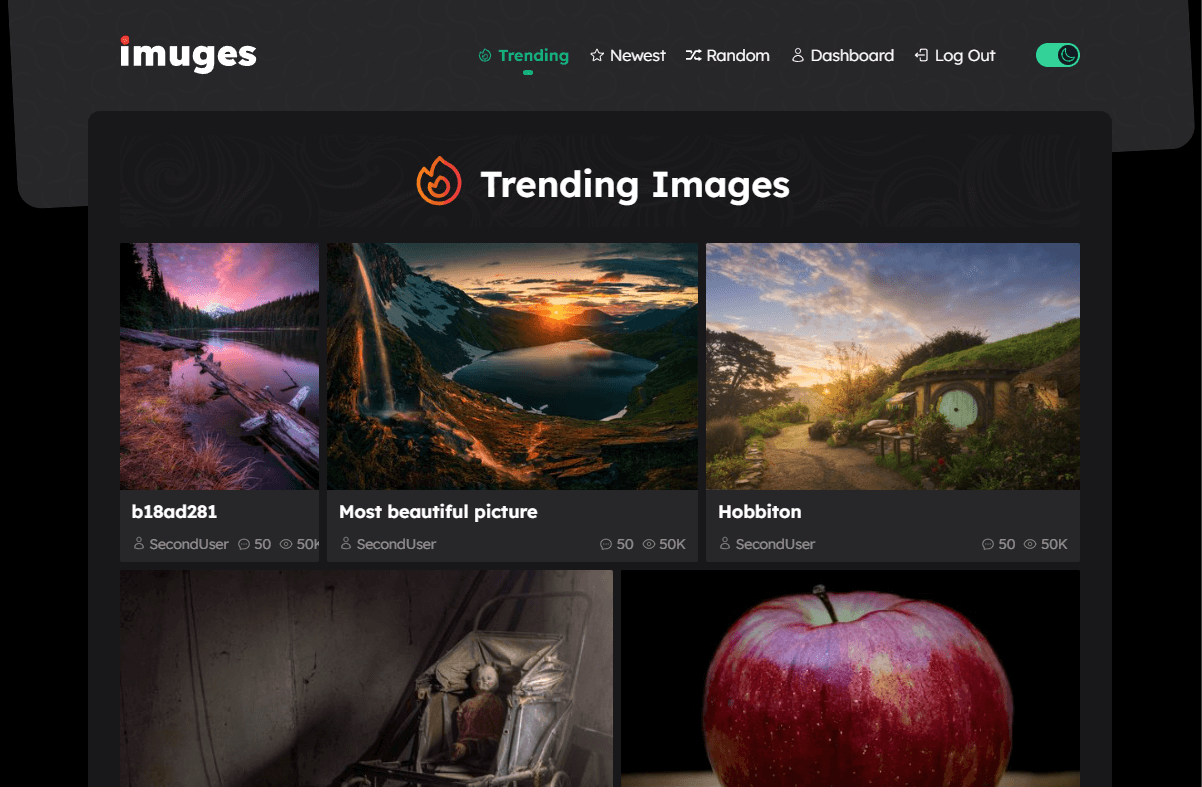 imuges
Trending Newest Random Dashboard Log Out
Trending Images
b18ad281
SecondUser 50 50K
Most beautiful picture
SecondUser 50 50K
Hobbiton
SecondUser 50 50K